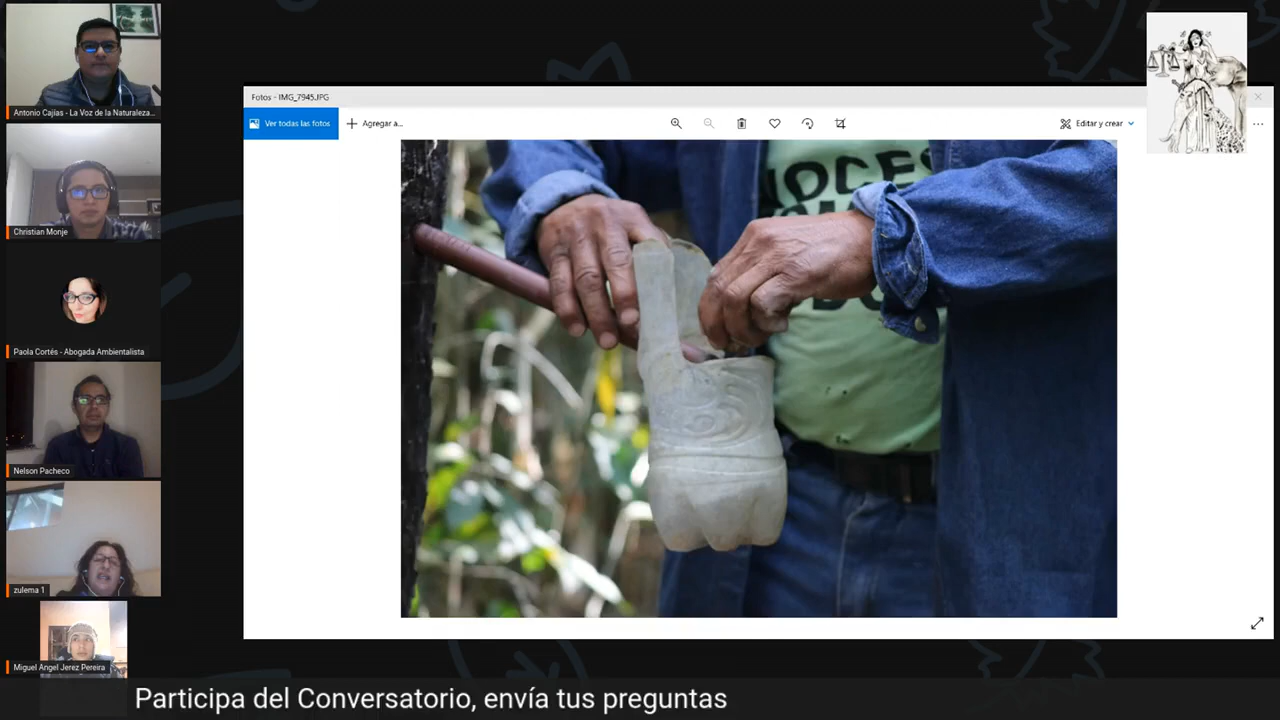 Antonio Cajías - La Voz de la Naturaleza...
Christian Monje
Paola Cortés - Abogada Ambientalista
Nelson Pacheco
zulema 1
Miguel Angel Jerez Pereira
Fotos - IMG_7945.JPG
Ver todas las fotos
Agregar a...
Editar y crear
NOCES
Participa del Conversatorio, envía tus preguntas